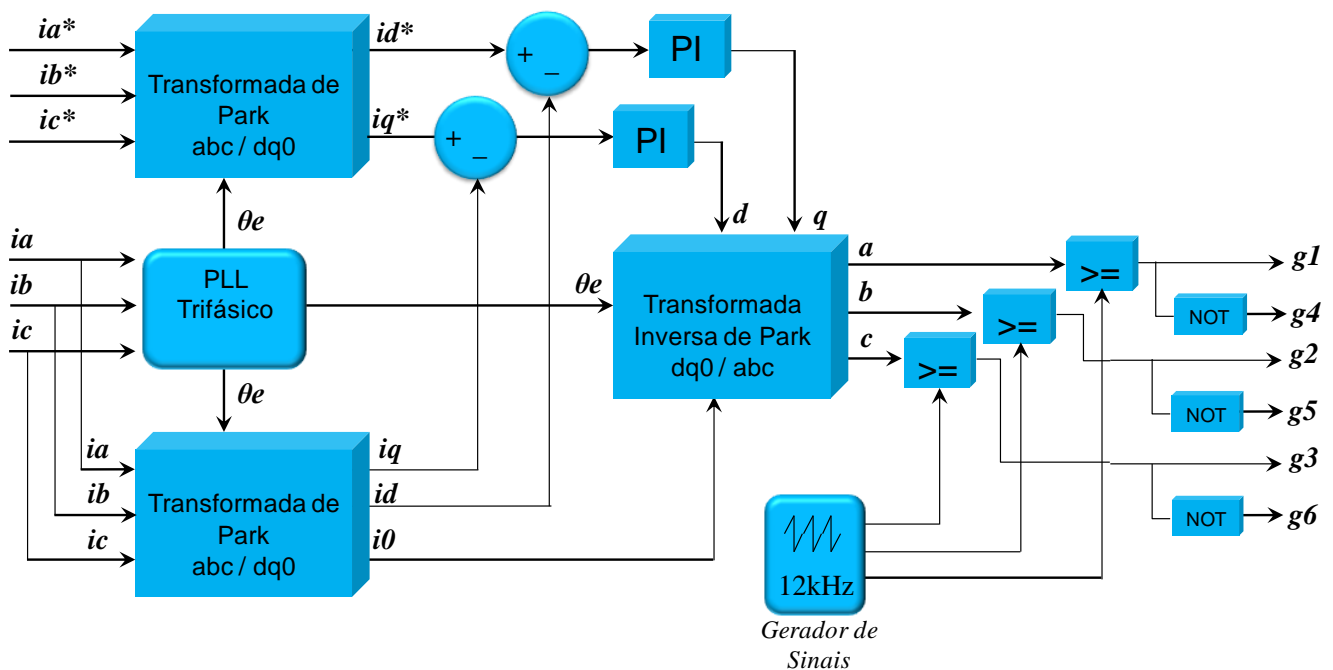 ia*
ib*
ic*
Transformada de
Park
abc / dq0
id*
iq*
+
–
+
–
PI
PI
θe
ia
ib
ic
PLL
Trifásico
θe
θe
d
q
Transformada
Inversa de Park
dq0 / abc
a
b
c
>=
>=
>=
NOT
NOT
NOT
g1
g4
g2
g5
g3
g6
ia
ib
ic
Transformada de
Park
abc / dq0
iq
id
i0
12kHz
Gerador de
Sinais